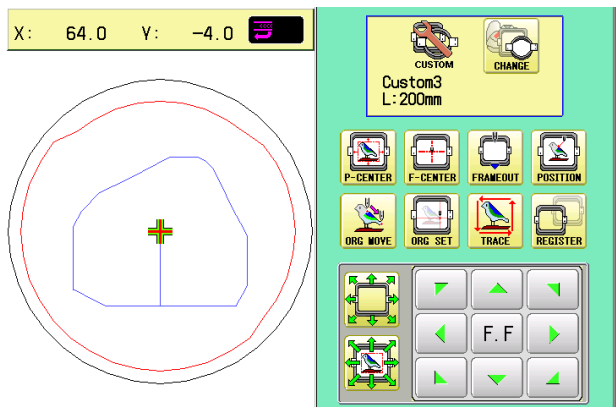 X: 64.0 Y: -4.0
CUSTOM CHANGE
Custom3
L:200mm
P-CENTER F-CENTER FRAMEOUT POSITION
ORG MOVE ORG SET TRACE REGISTER
F.F